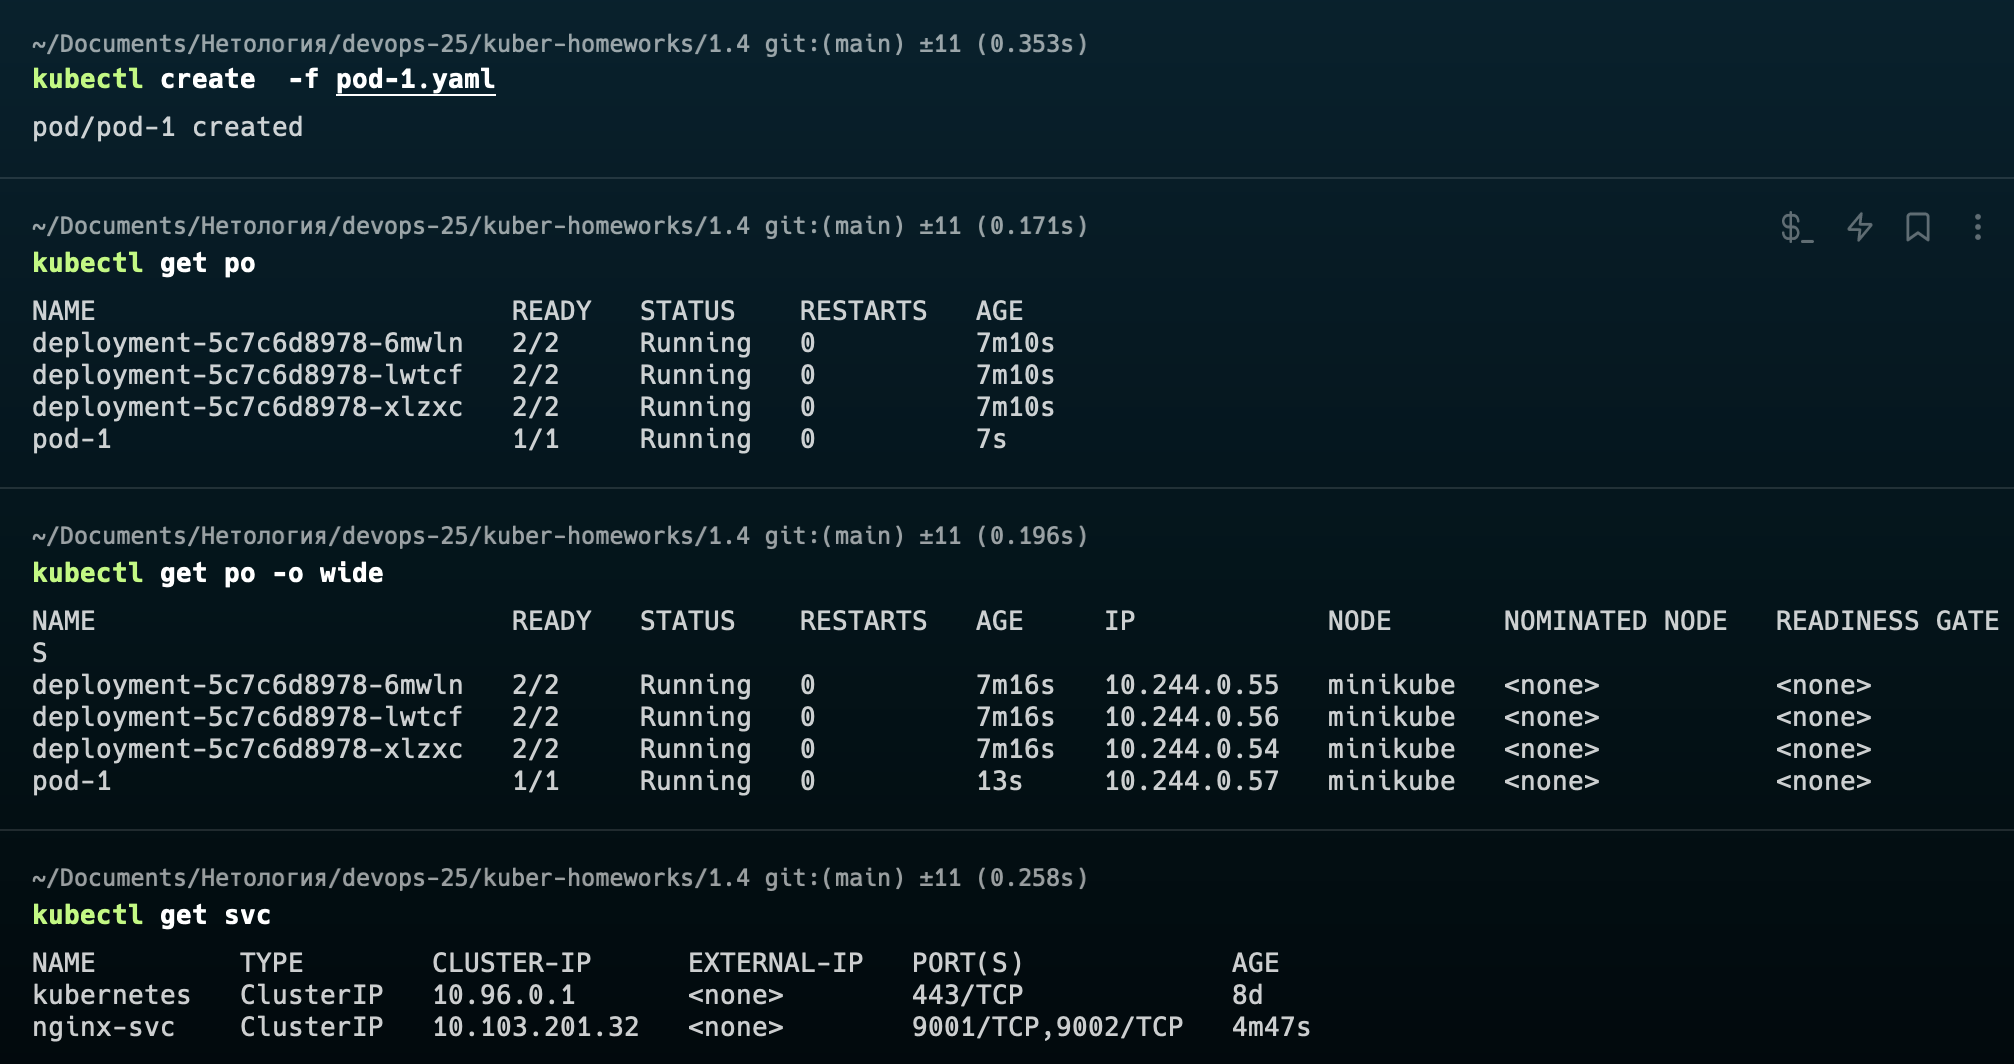 ~/Documents/Нетология/devops-25/kuber-homeworks/1.4 git:(main) ±11 (0.353s)
kubectl create  -f pod-1.yaml
pod/pod-1 created
~/Documents/Нетология/devops-25/kuber-homeworks/1.4 git:(main) ±11 (0.171s)
$_
kubectl get po
NAME                          READY   STATUS    RESTARTS   AGE
deployment-5c7c6d8978-6mwln   2/2     Running   0          7m10s
deployment-5c7c6d8978-lwtcf   2/2     Running   0          7m10s
deployment-5c7c6d8978-xlzxc   2/2     Running   0          7m10s
pod-1                         1/1     Running   0          7s
~/Documents/Нетология/devops-25/kuber-homeworks/1.4 git:(main) ±11 (0.196s)
kubectl get po -o wide
NAME                          READY   STATUS    RESTARTS   AGE     IP            NODE       NOMINATED NODE   READINESS GATE
S
deployment-5c7c6d8978-6mwln   2/2     Running   0          7m16s   10.244.0.55   minikube   <none>           <none>
deployment-5c7c6d8978-lwtcf   2/2     Running   0          7m16s   10.244.0.56   minikube   <none>           <none>
deployment-5c7c6d8978-xlzxc   2/2     Running   0          7m16s   10.244.0.54   minikube   <none>           <none>
pod-1                         1/1     Running   0          13s     10.244.0.57   minikube   <none>           <none>
~/Documents/Нетология/devops-25/kuber-homeworks/1.4 git:(main) ±11 (0.258s)
kubectl get svc
NAME         TYPE        CLUSTER-IP      EXTERNAL-IP   PORT(S)             AGE
kubernetes   ClusterIP   10.96.0.1       <none>        443/TCP             8d
nginx-svc    ClusterIP   10.103.201.32   <none>        9001/TCP,9002/TCP   4m47s